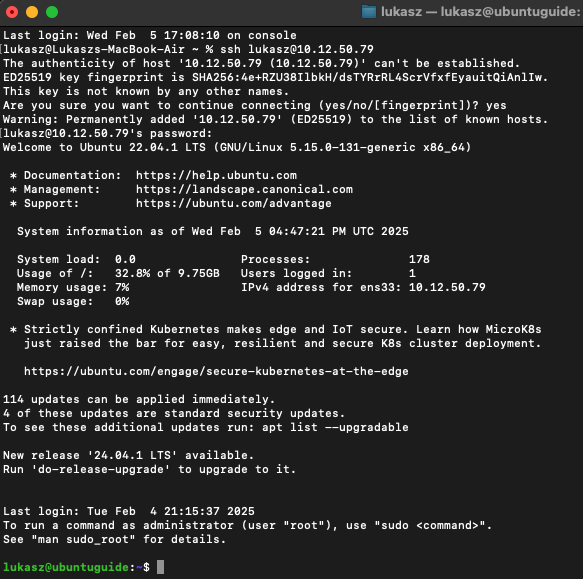 lukasz — lukasz@ubuntuguide:
Last login: Wed Feb  5 17:08:10 on console
[lukasz@Lukaszs-MacBook-Air ~ % ssh lukasz@10.12.50.79
The authenticity of host '10.12.50.79 (10.12.50.79)' can't be established.
ED25519 key fingerprint is SHA256:4e+RZU38IlbkH/dsTYRrRL4ScrVfxfEyauitQiAnlIw.
This key is not known by any other names.
Are you sure you want to continue connecting (yes/no/[fingerprint])? yes
Warning: Permanently added '10.12.50.79' (ED25519) to the list of known hosts.
[lukasz@10.12.50.79's password:
Welcome to Ubuntu 22.04.1 LTS (GNU/Linux 5.15.0-131-generic x86_64)

 * Documentation:  https://help.ubuntu.com
 * Management:     https://landscape.canonical.com
 * Support:        https://ubuntu.com/advantage

  System information as of Wed Feb  5 04:47:21 PM UTC 2025

  System load:  0.0               Processes:              178
  Usage of /:   32.8% of 9.75GB   Users logged in:        1
  Memory usage: 7%                IPv4 address for ens33: 10.12.50.79
  Swap usage:   0%

 * Strictly confined Kubernetes makes edge and IoT secure. Learn how MicroK8s
   just raised the bar for easy, resilient and secure K8s cluster deployment.

   https://ubuntu.com/engage/secure-kubernetes-at-the-edge

114 updates can be applied immediately.
4 of these updates are standard security updates.
To see these additional updates run: apt list --upgradable

New release '24.04.1 LTS' available.
Run 'do-release-upgrade' to upgrade to it.


Last login: Tue Feb  4 21:15:37 2025
To run a command as administrator (user "root"), use "sudo <command>".
See "man sudo_root" for details.

lukasz@ubuntuguide:~$